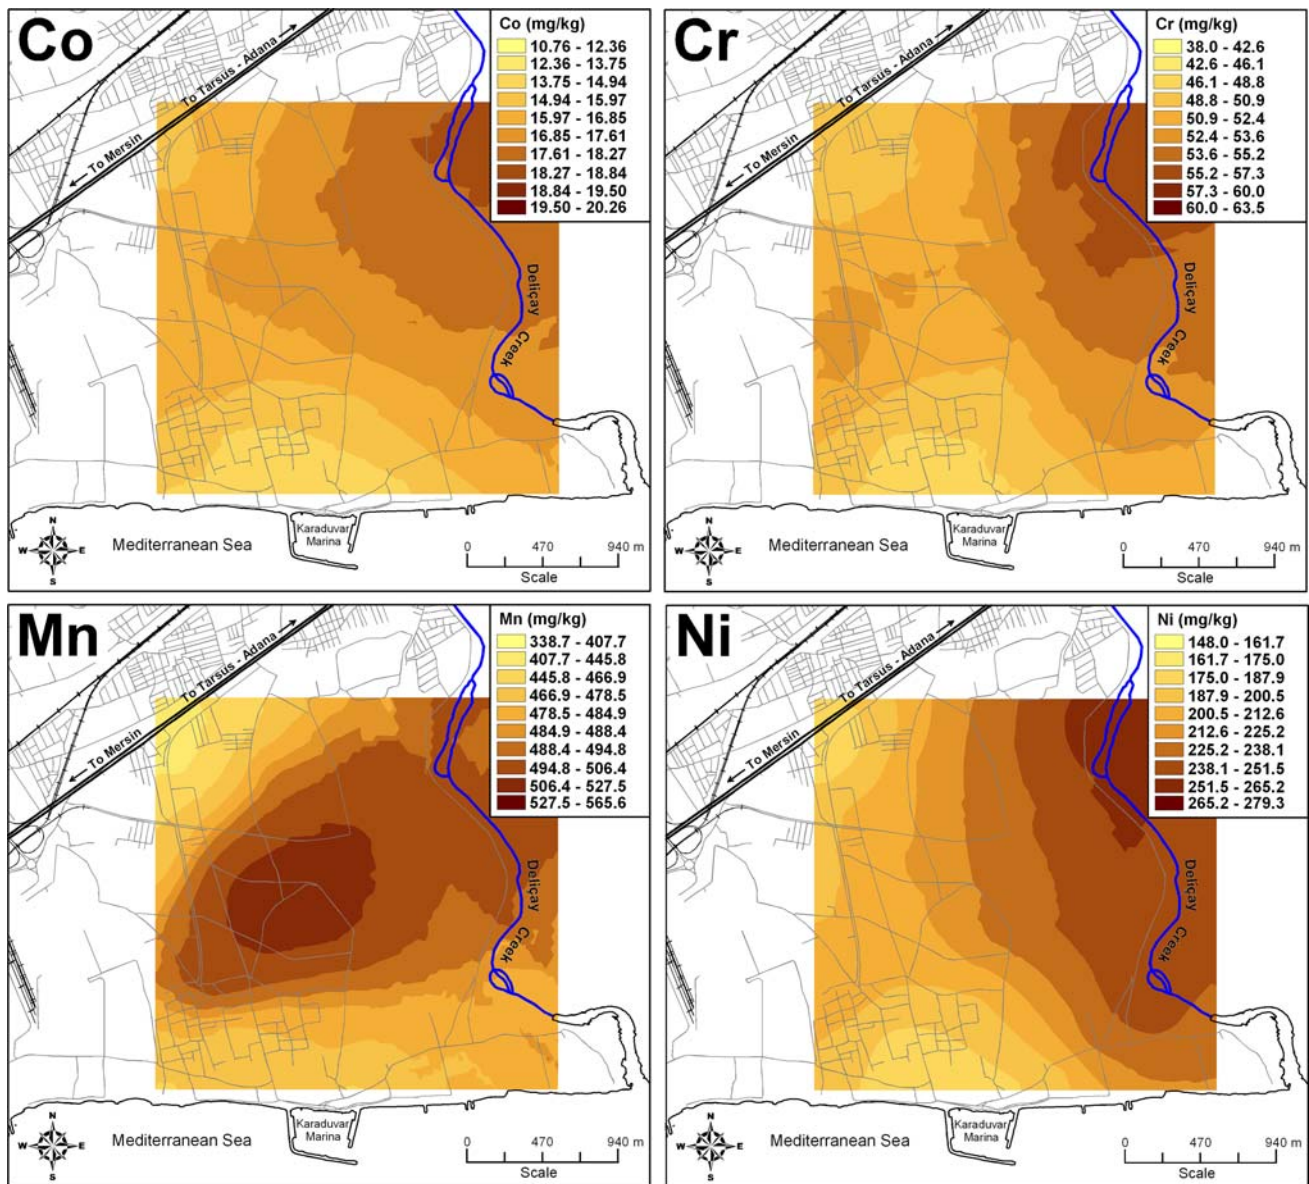 Co
Co (mg/kg)
10.76 - 12.36
12.36 - 13.75
13.75 - 14.94
14.94 - 15.97
15.97 - 16.85
16.85 - 17.61
17.61 - 18.27
18.27 - 18.84
18.84 - 19.50
19.50 - 20.26
To Tarsus - Adana
To Mersin
Deliçay
Creek
Karaduvar
Marina
N
W E
S
Mediterranean Sea
0 470 940 m
Scale
Cr
Cr (mg/kg)
38.0 - 42.6
42.6 - 46.1
46.1 - 48.8
48.8 - 50.9
50.9 - 52.4
52.4 - 53.6
53.6 - 55.2
55.2 - 57.3
57.3 - 60.0
60.0 - 63.5
To Tarsus - Adana
To Mersin
Deliçay
Creek
Karaduvar
Marina
N
W E
S
Mediterranean Sea
0 470 940 m
Scale
Mn
Mn (mg/kg)
338.7 - 407.7
407.7 - 445.8
445.8 - 466.9
466.9 - 478.5
478.5 - 484.9
484.9 - 488.4
488.4 - 494.8
494.8 - 506.4
506.4 - 527.5
527.5 - 565.6
To Tarsus - Adana
To Mersin
Deliçay
Creek
Karaduvar
Marina
N
W E
S
Mediterranean Sea
0 470 940 m
Scale
Ni
Ni (mg/kg)
148.0 - 161.7
161.7 - 175.0
175.0 - 187.9
187.9 - 200.5
200.5 - 212.6
212.6 - 225.2
225.2 - 238.1
238.1 - 251.5
251.5 - 265.2
265.2 - 279.3
To Tarsus - Adana
To Mersin
Deliçay
Creek
Karaduvar
Marina
N
W E
S
Mediterranean Sea
0 470 940 m
Scale